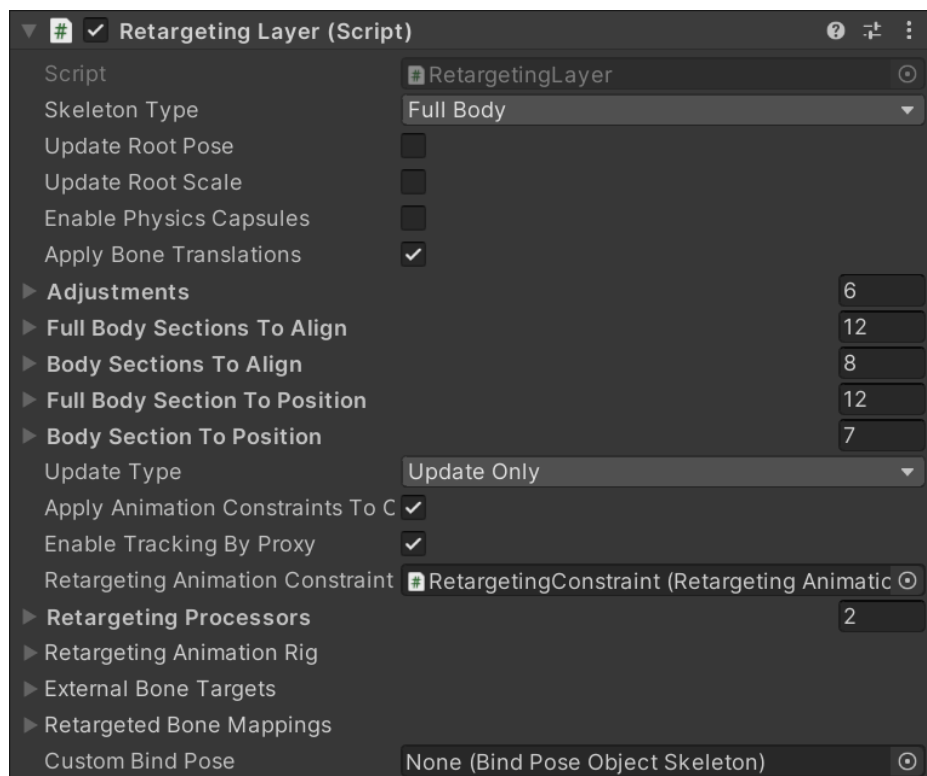 Retargeting Layer (Script)
Script RetargetingLayer
Skeleton Type Full Body
Update Root Pose
Update Root Scale
Enable Physics Capsules
Apply Bone Translations
Adjustments 6
Full Body Sections To Align 12
Body Sections To Align 8
Full Body Section To Position 12
Body Section To Position 7
Update Type Update Only
Apply Animation Constraints To C
Enable Tracking By Proxy
Retargeting Animation Constraint RetargetingConstraint (Retargeting Animatic
Retargeting Processors 2
Retargeting Animation Rig
External Bone Targets
Retargeted Bone Mappings
Custom Bind Pose None (Bind Pose Object Skeleton)